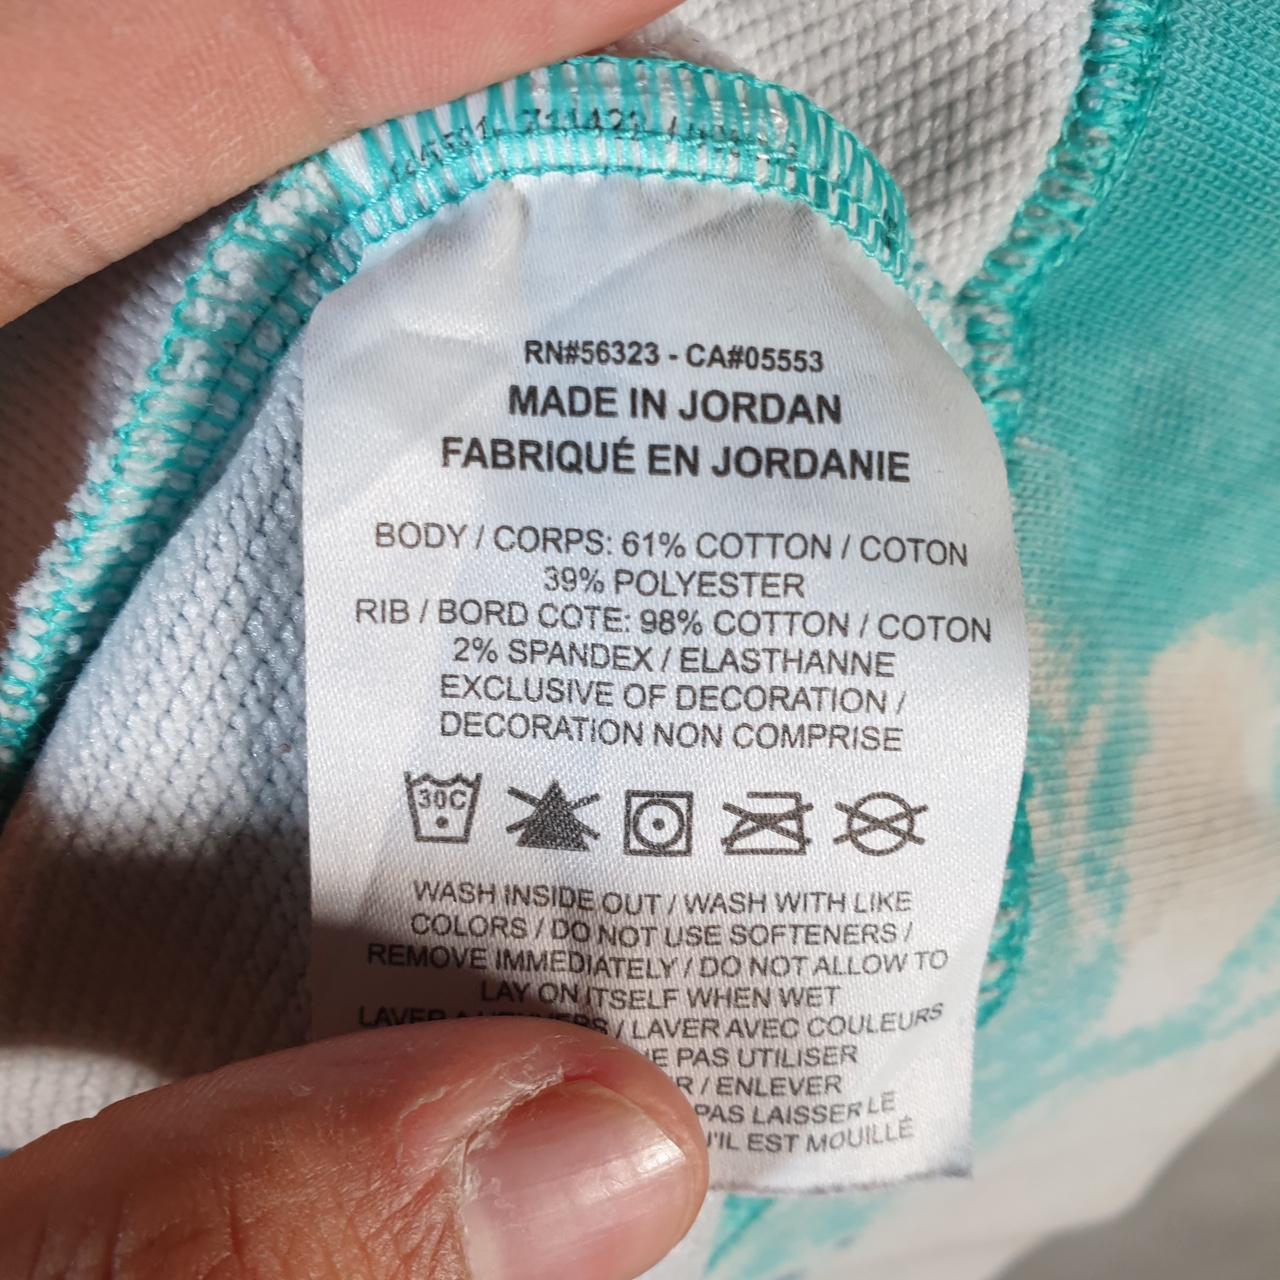 RN#56323 - CA#05553
MADE IN JORDAN
FABRIQUÉ EN JORDANIE
BODY / CORPS: 61% COTTON / COTON
39% POLYESTER
RIB / BORD COTE: 98% COTTON / COTON
2% SPANDEX / ELASTHANNE
EXCLUSIVE OF DECORATION /
DECORATION NON COMPRISE
30C
WASH INSIDE OUT / WASH WITH LIKE
COLORS / DO NOT USE SOFTENERS /
REMOVE IMMEDIATELY / DO NOT ALLOW TO
LAY ON ITSELF WHEN WET
LAVER / LAVER AVEC COULEURS
PAS UTILISER
/ ENLEVER
PAS LAISSER LE
EST MOUILLÉ